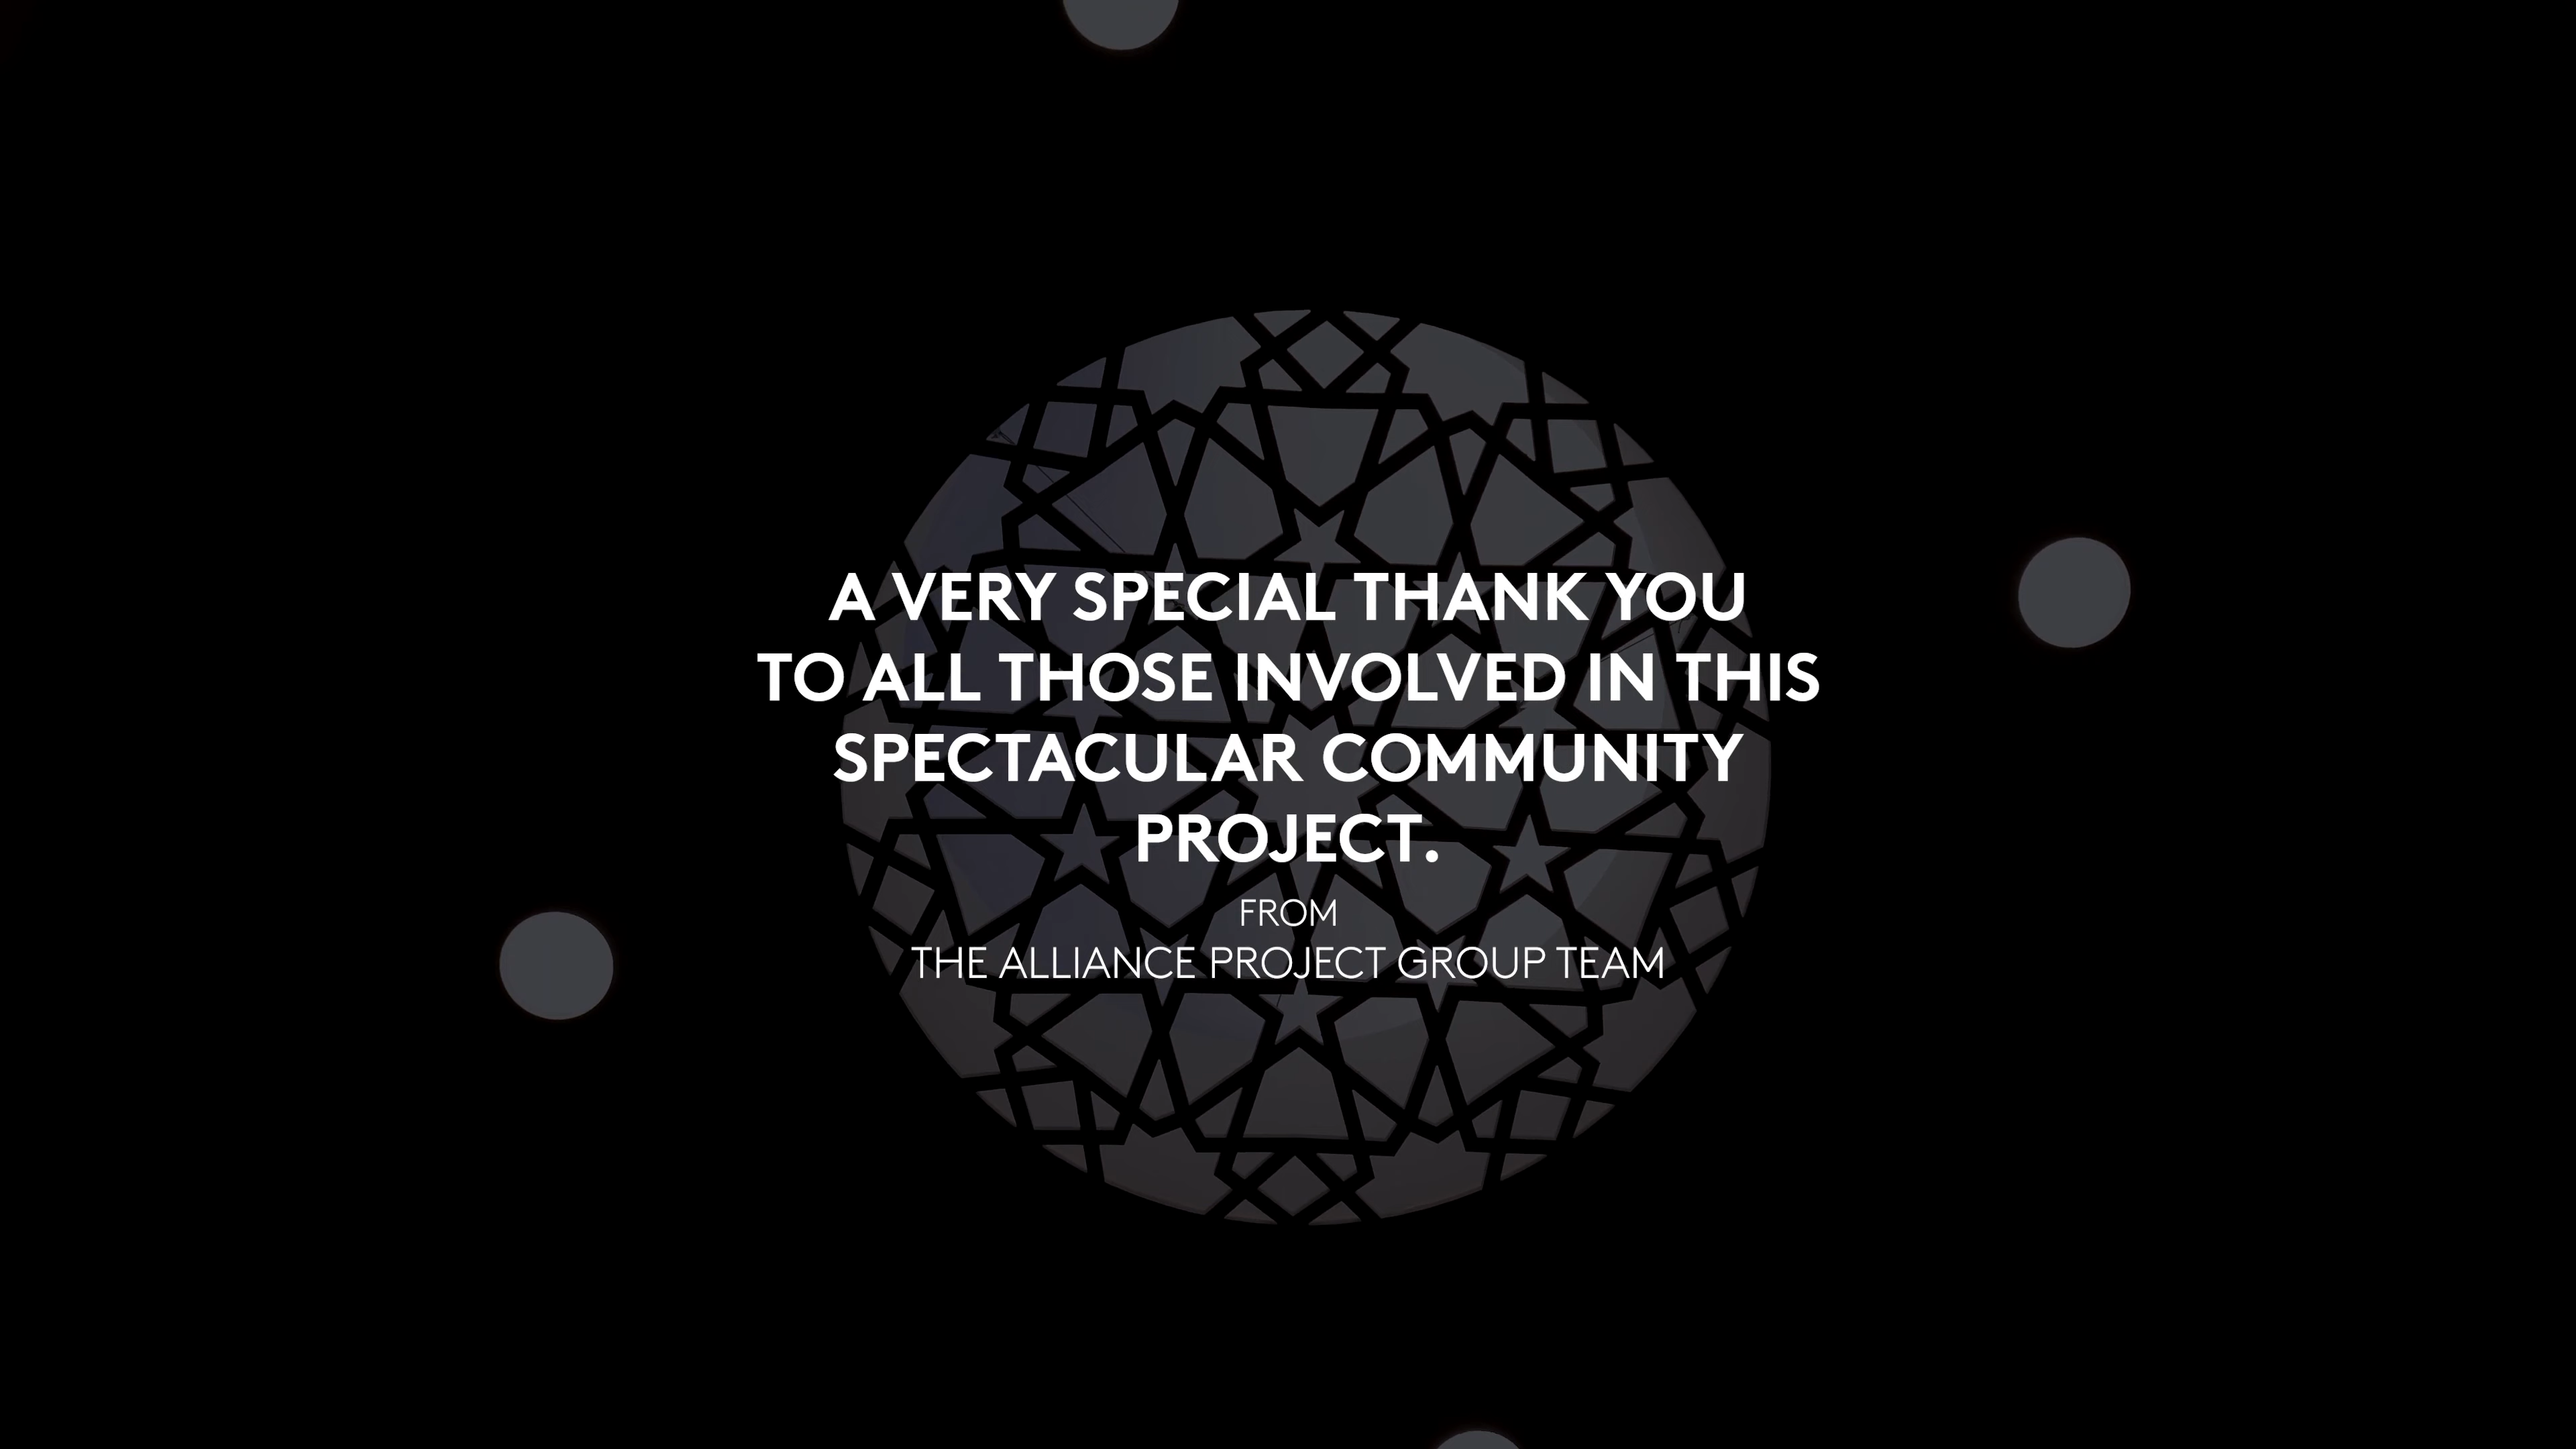 A VERY SPECIAL THANK YOU
TO ALL THOSE INVOLVED IN THIS
SPECTACULAR COMMUNITY
PROJECT.
FROM
THE ALLIANCE PROJECT GROUP TEAM